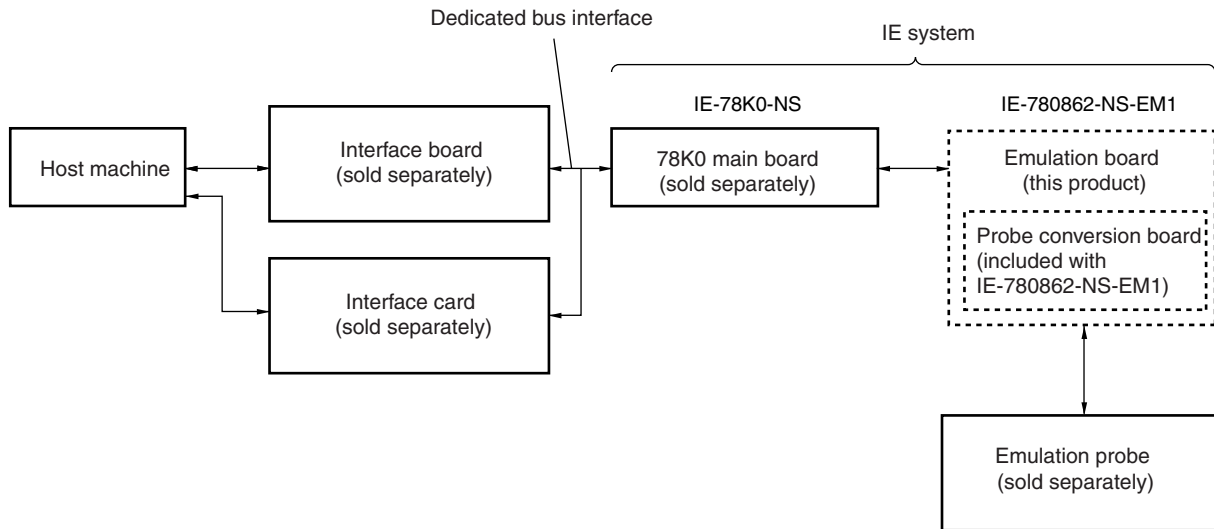 Dedicated bus interface
IE system
IE-78K0-NS
IE-780862-NS-EM1
Host machine
Interface board
(sold separately)
78K0 main board
(sold separately)
Emulation board
(this product)
Probe conversion board
(included with
IE-780862-NS-EM1)
Interface card
(sold separately)
Emulation probe
(sold separately)